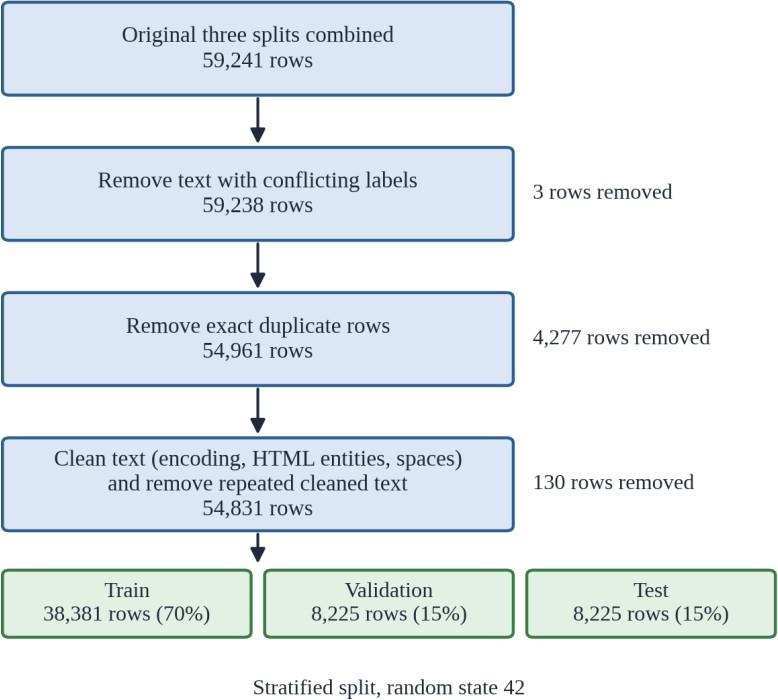 Original three splits combined
59,241 rows
Remove text with conflicting labels
59,238 rows
3 rows removed
Remove exact duplicate rows
54,961 rows
4,277 rows removed
Clean text (encoding, HTML entities, spaces)
and remove repeated cleaned text
54,831 rows
130 rows removed
Train
38,381 rows (70%)
Validation
8,225 rows (15%)
Test
8,225 rows (15%)
Stratified split, random state 42